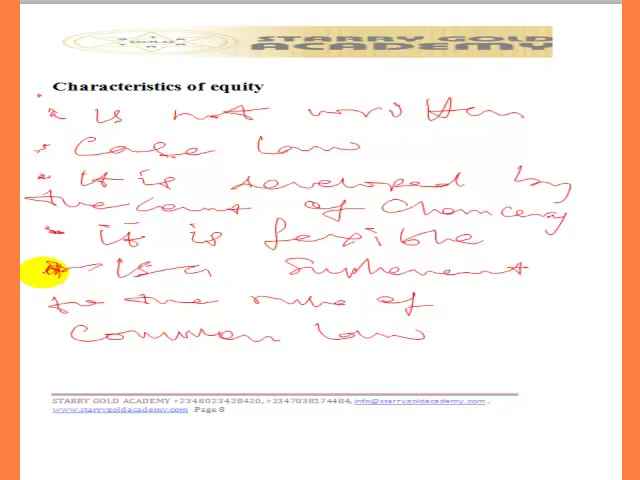 STARRY GOLD
ACADEMY
Characteristics of equity
is not written
Case law
It is developed by
the Court of Chancery
it is flexible
Is a supplement
to the rule of
Common law
STARRY GOLD ACADEMY +2348023428420, +2347038174484, info@starrygoldacademy.com .
www.starrygoldacademy.com Page 8